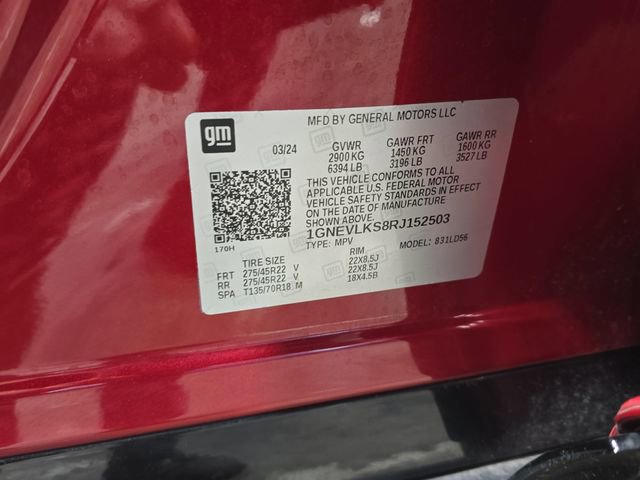 gm
MFD BY GENERAL MOTORS LLC
03/24 GVWR GAWR FRT GAWR RR
2900 KG 1450 KG 1600 KG
6394 LB 3196 LB 3527 LB
THIS VEHICLE CONFORMS TO ALL
APPLICABLE U.S. FEDERAL MOTOR
VEHICLE SAFETY STANDARDS IN EFFECT
ON THE DATE OF MANUFACTURE
SHOWN ABOVE.
1GNEVLKS8RJ152503
170H TYPE: MPV MODEL: 831LD56
TIRE SIZE RIM
FRT 275/45R22 V 22X8.5J
RR 275/45R22 V 22X8.5J
SPA T135/70R18 M 18X4.5B